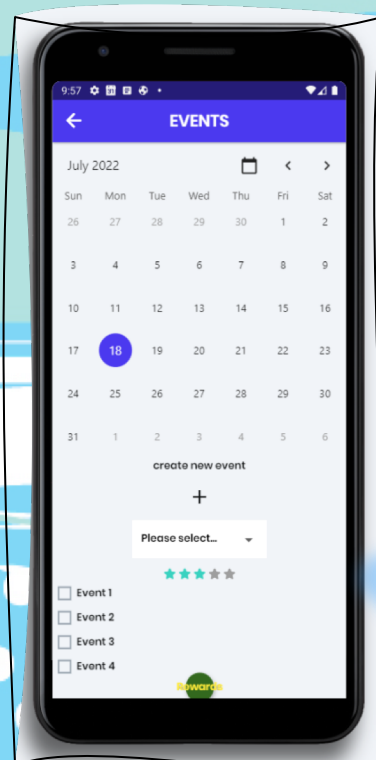 9:57
EVENTS
July 2022
Sun Mon Tue Wed Thu Fri Sat
26 27 28 29 30 1 2
3 4 5 6 7 8 9
10 11 12 13 14 15 16
17 18 19 20 21 22 23
24 25 26 27 28 29 30
31 1 2 3 4 5 6
create new event
+
Please select...
Event 1
Event 2
Event 3
Event 4